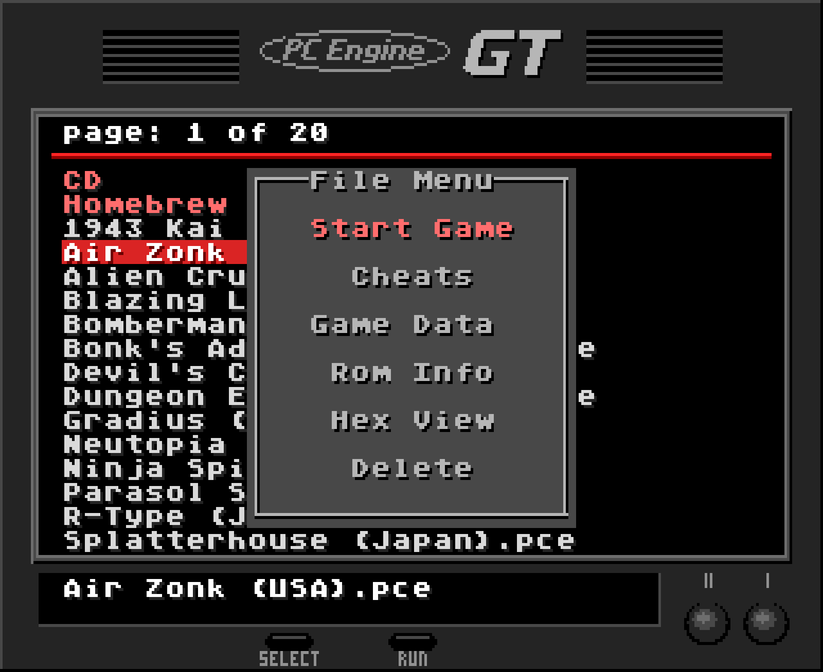 PC Engine GT
page: 1 of 20
CD
Homebrew
1943 Kai
Air Zonk
Alien Cru
Blazing L
Bomberman
Bonk's Ad e
Devil's C
Dungeon E e
Gradius (
Neutopia
Ninja Spi
Parasol S
R-Type (J
Splatterhouse (Japan).pce
File Menu
Start Game
Cheats
Game Data
Rom Info
Hex View
Delete
Air Zonk (USA).pce
II I
SELECT RUN